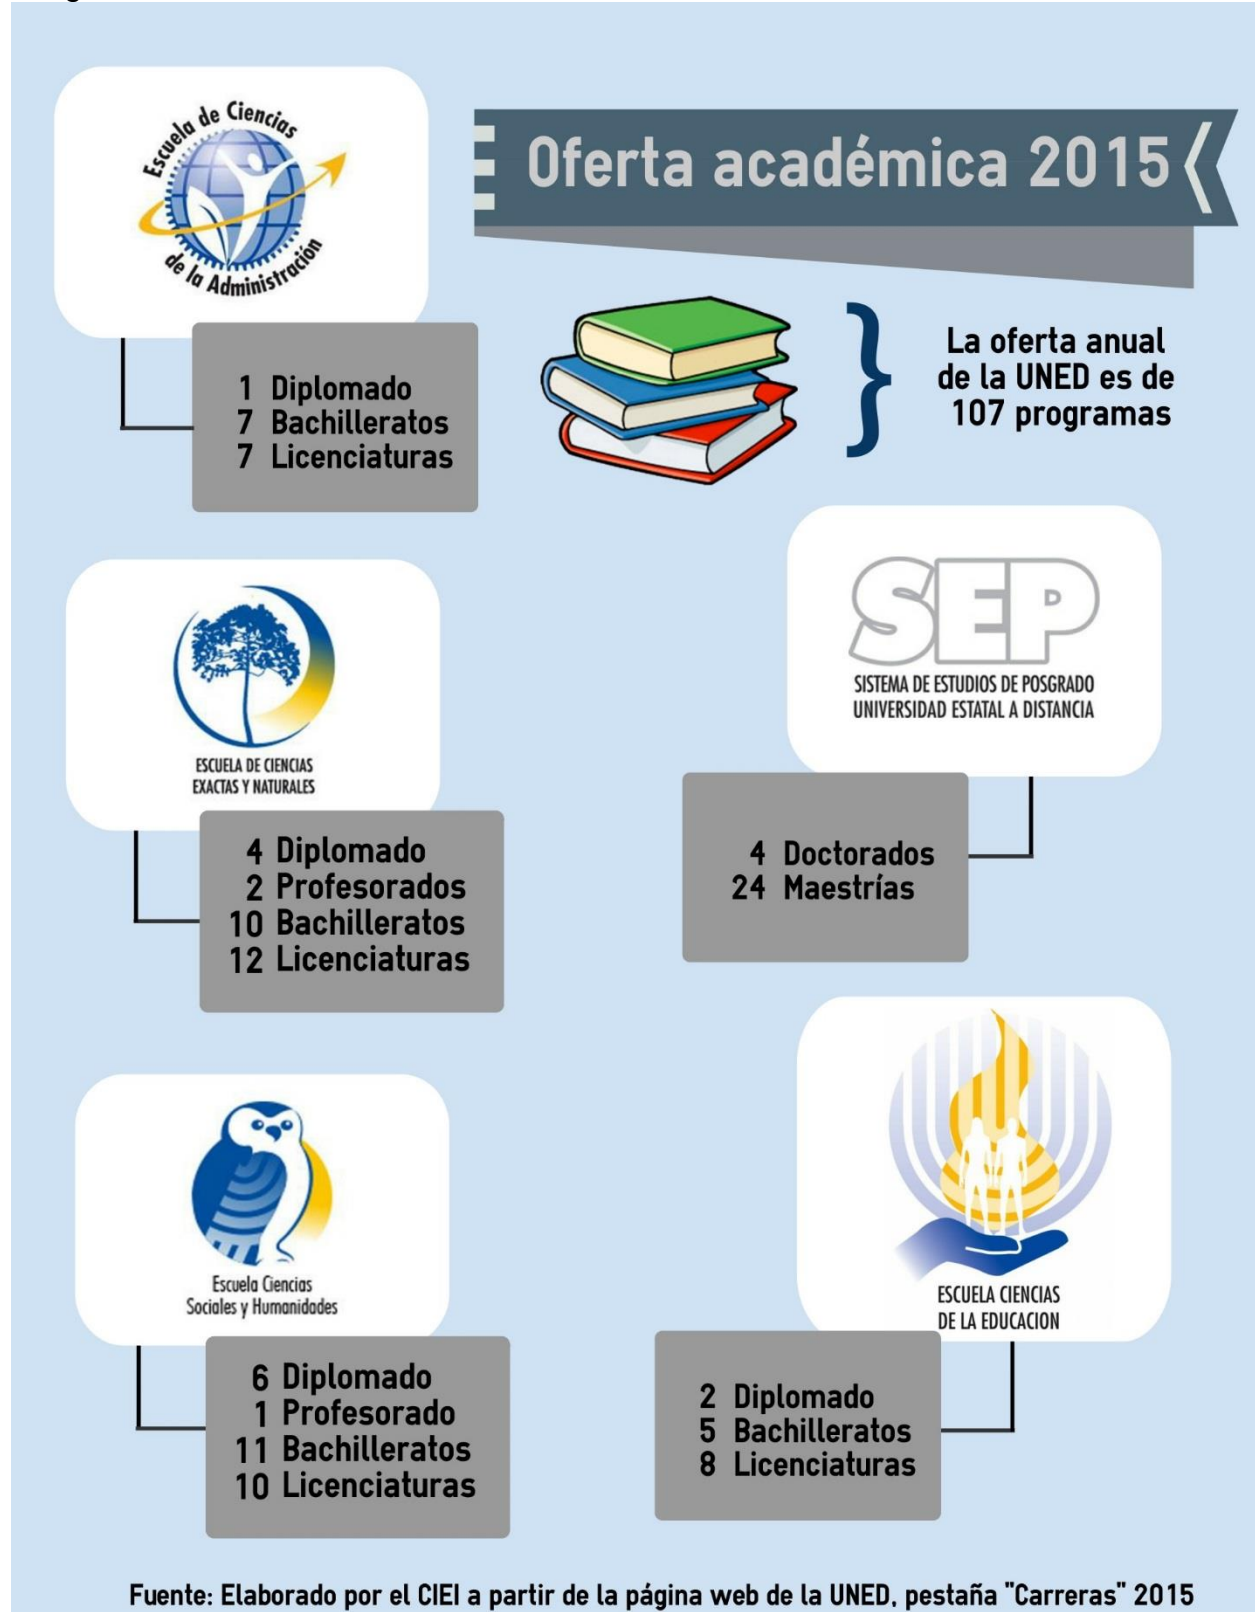 Escuela de Ciencias
de la Administración
Oferta académica 2015
1 Diplomado
7 Bachilleratos
7 Licenciaturas
La oferta anual
de la UNED es de
107 programas
ESCUELA DE CIENCIAS
EXACTAS Y NATURALES
4 Diplomado
2 Profesorados
10 Bachilleratos
12 Licenciaturas
SEP
SISTEMA DE ESTUDIOS DE POSGRADO
UNIVERSIDAD ESTATAL A DISTANCIA
4 Doctorados
24 Maestrías
Escuela Ciencias
Sociales y Humanidades
6 Diplomado
1 Profesorado
11 Bachilleratos
10 Licenciaturas
ESCUELA CIENCIAS
DE LA EDUCACION
2 Diplomado
5 Bachilleratos
8 Licenciaturas
Fuente: Elaborado por el CIEI a partir de la página web de la UNED, pestaña "Carreras" 2015